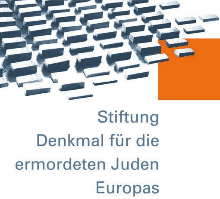 Stiftung
Denkmal für die
ermordeten Juden
Europas